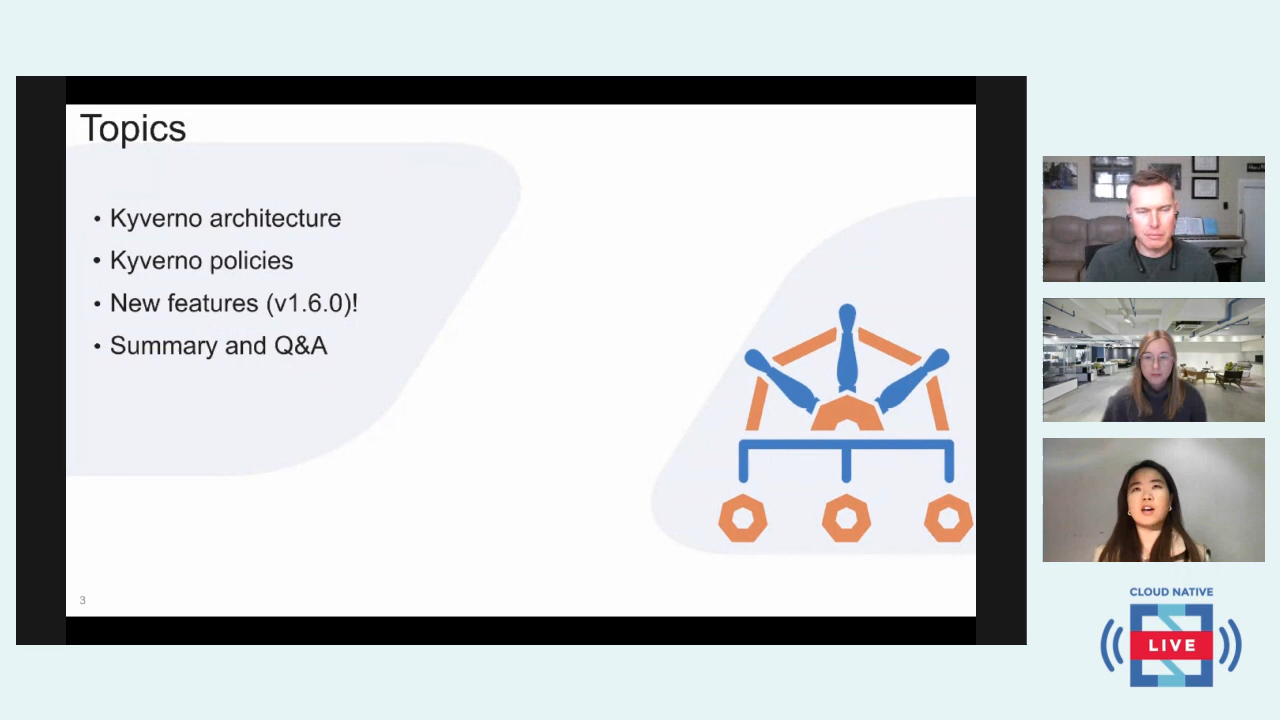 Topics
• Kyverno architecture
• Kyverno policies
• New features (v1.6.0)!
• Summary and Q&A
3
CLOUD NATIVE
LIVE